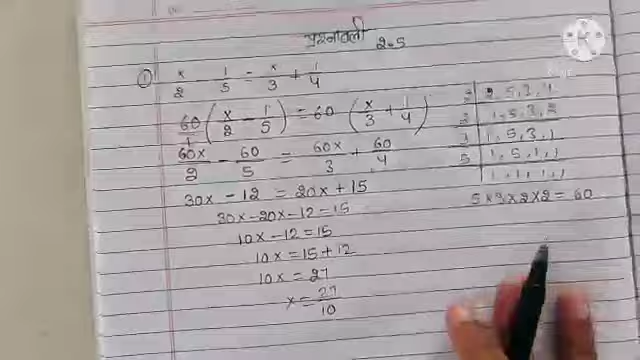 प्रश्नावली 2.5
① x/2 - 1/5 = x/3 + 1/4
60/1 (x/2 - 1/5) = 60 (x/3 + 1/4)
60x/2 - 60/5 = 60x/3 + 60/4
30x - 12 = 20x + 15
30x - 20x - 12 = 15
10x - 12 = 15
10x = 15 + 12
10x = 27
x = 27/10
2 | 2, 5, 3, 4
2 | 1, 5, 3, 2
3 | 1, 5, 3, 1
5 | 1, 5, 1, 1
1, 1, 1, 1
5 x 3 x 2 x 2 = 60